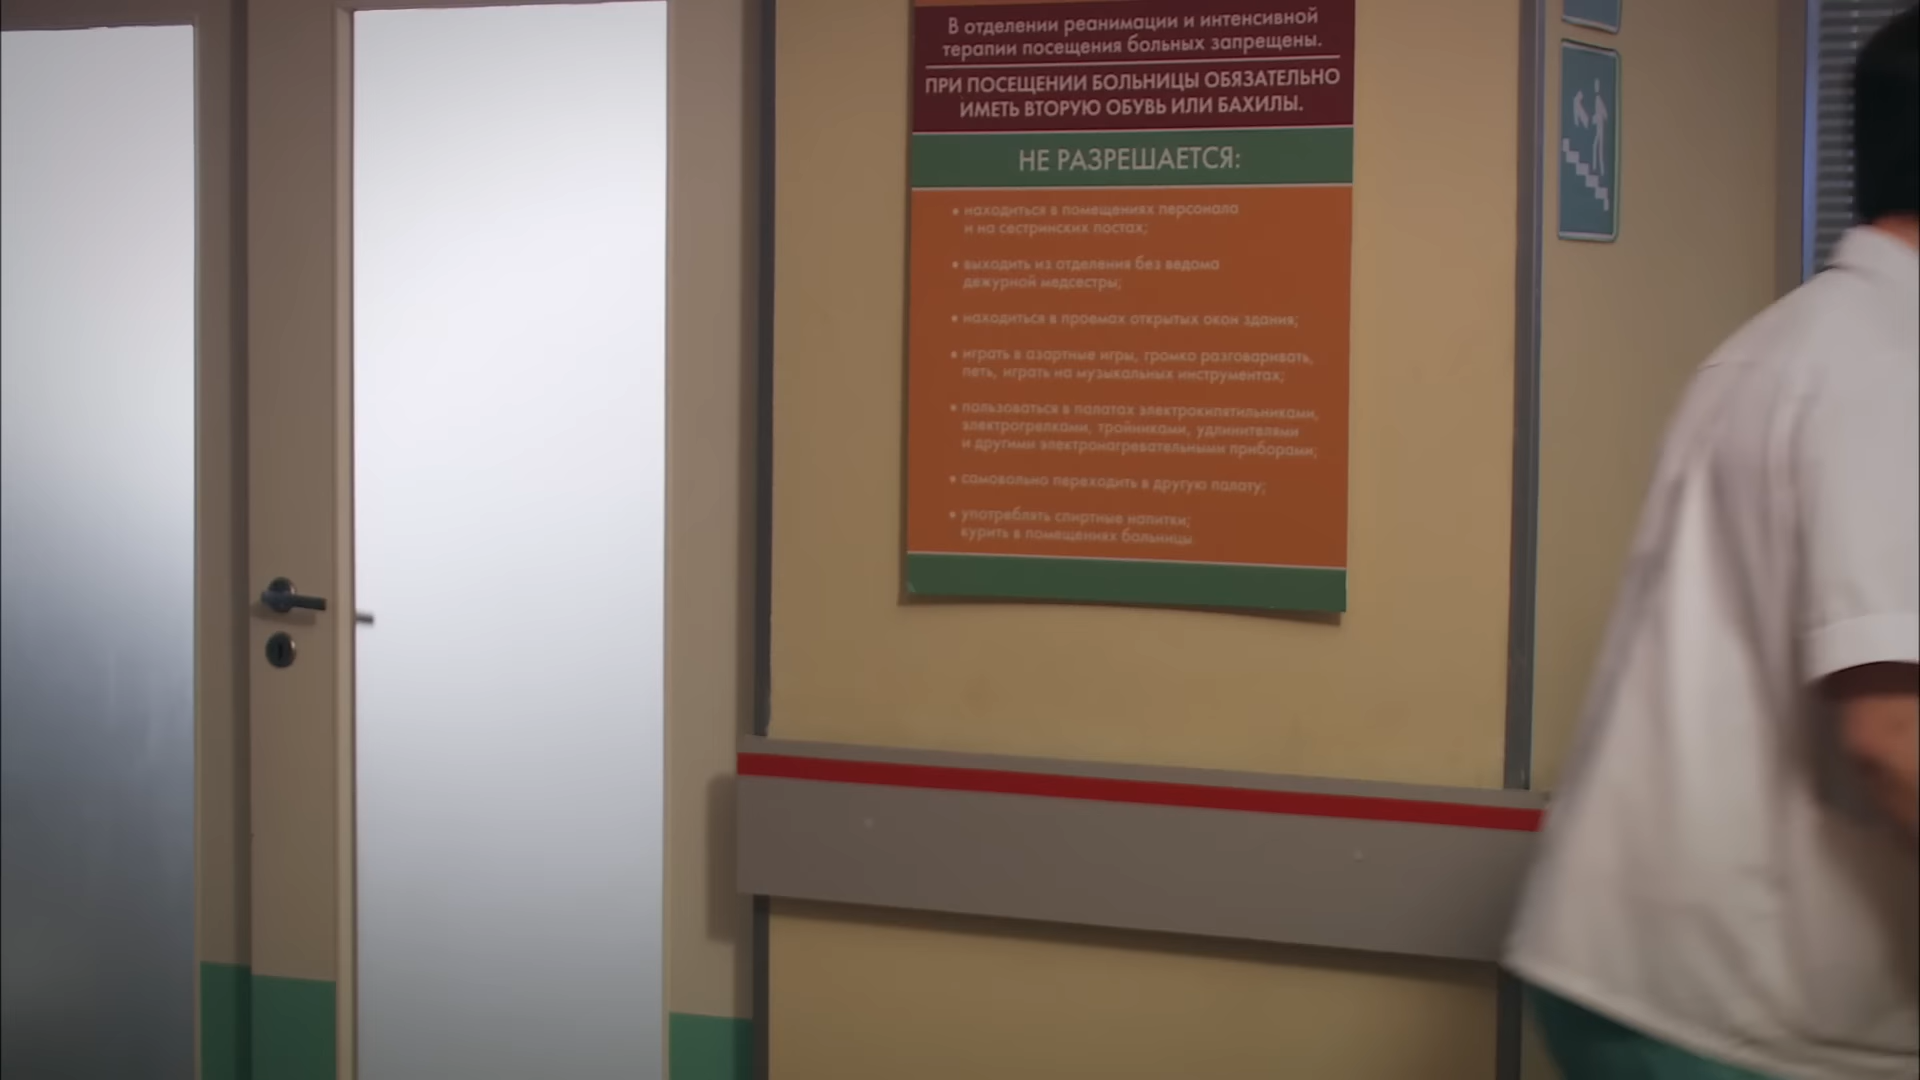 В отделении реанимации и интенсивной
терапии посещения больных запрещены.
ПРИ ПОСЕЩЕНИИ БОЛЬНИЦЫ ОБЯЗАТЕЛЬНО
ИМЕТЬ ВТОРУЮ ОБУВЬ ИЛИ БАХИЛЫ.
НЕ РАЗРЕШАЕТСЯ:
• находиться в помещениях персонала
и на сестринских постах;
• выходить из отделения без ведома
дежурной медсестры;
• находиться в проемах открытых окон здания;
• играть в азартные игры, громко разговаривать,
петь, играть на музыкальных инструментах;
• пользоваться в палатах электрокипятильниками,
электрогрелками, тройниками, удлинителями
и другими электронагревательными приборами;
• самовольно переходить в другую палату;
• употреблять спиртные напитки;
курить в помещениях больницы.